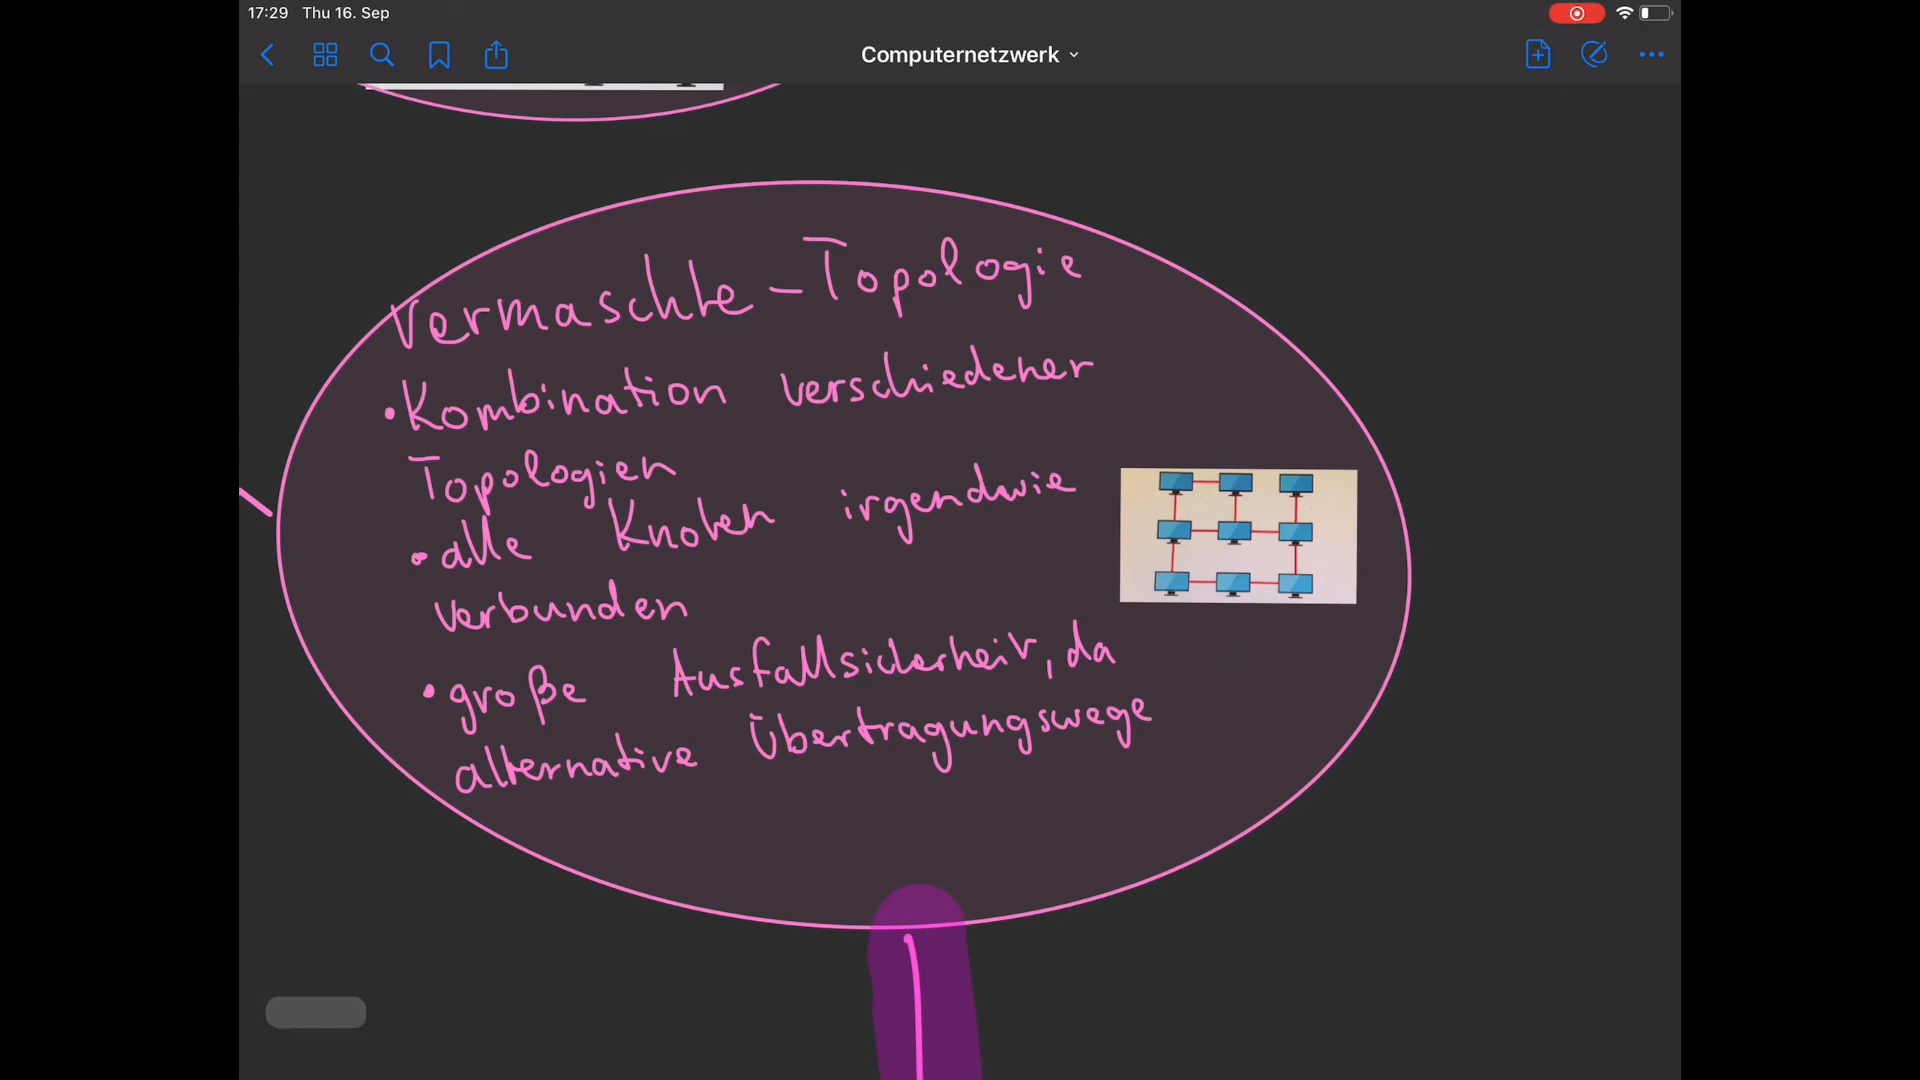 17:29 Thu 16. Sep
Computernetzwerk
Vermaschte-Topologie
• Kombination verschiedener
Topologien
• alle Knoten irgendwie
verbunden
• große Ausfallsicherheit, da
alternative Übertragungswege